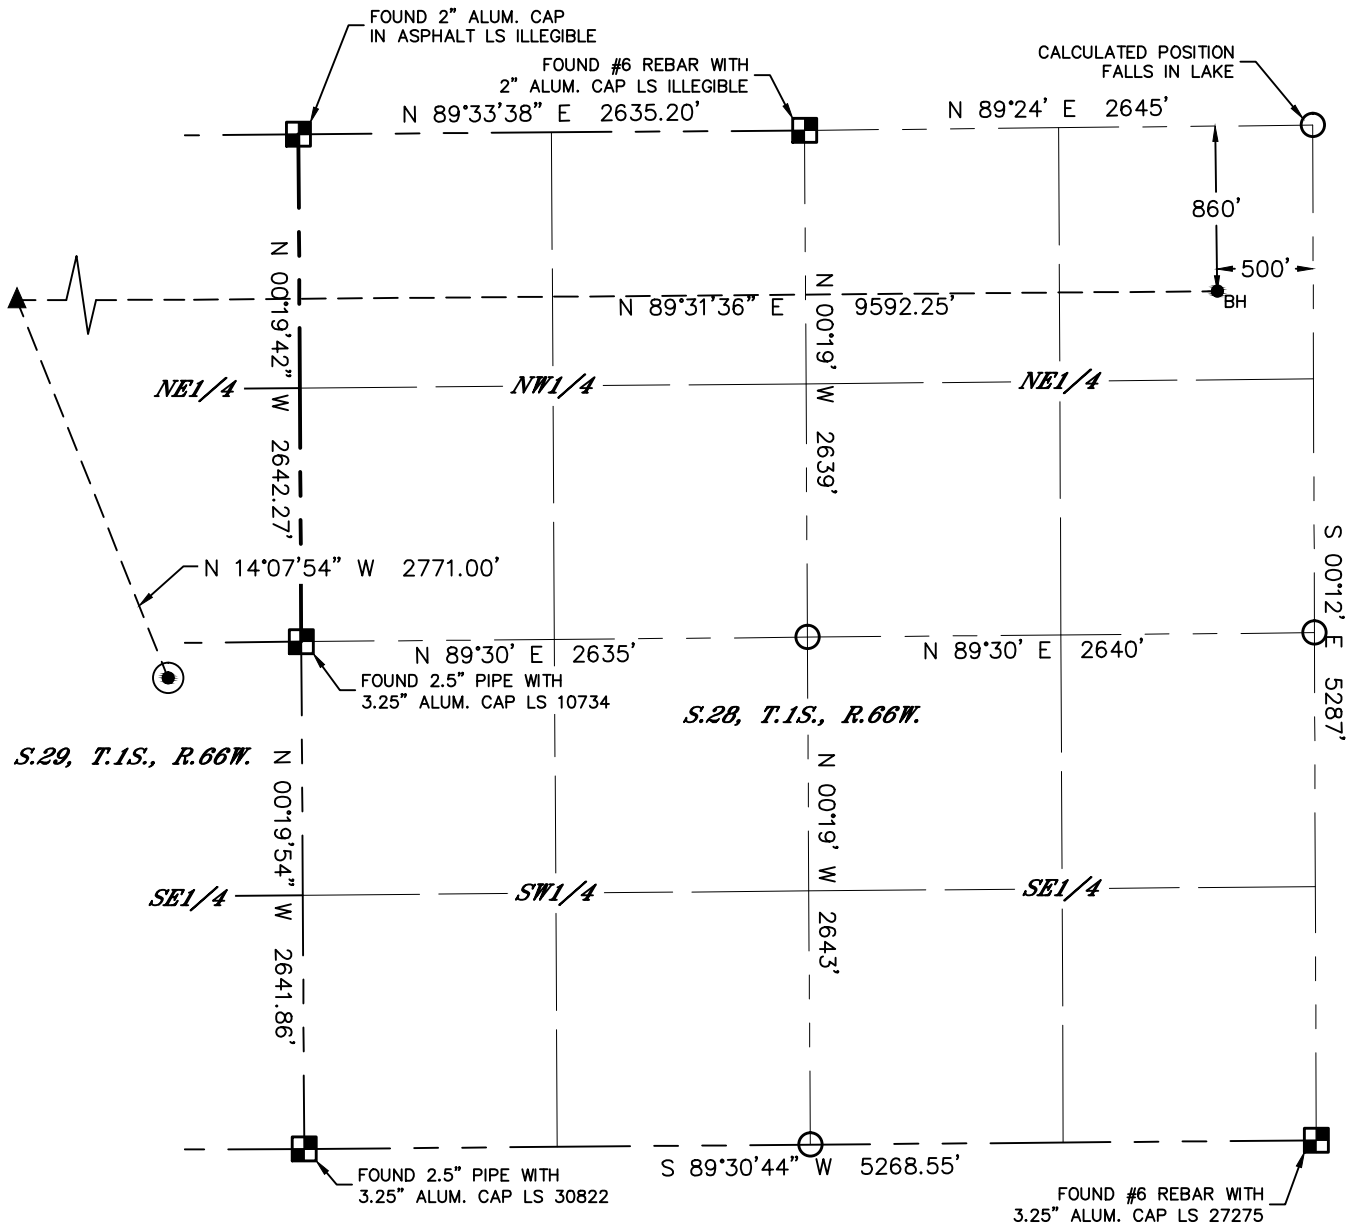 FOUND 2" ALUM. CAP
IN ASPHALT LS ILLEGIBLE
FOUND #6 REBAR WITH
2" ALUM. CAP LS ILLEGIBLE
CALCULATED POSITION
FALLS IN LAKE
N 89°33'38" E 2635.20'
N 89°24' E 2645'
860'
500'
BH
N 00°19'42" W 2642.27'
N 89°31'36" E 9592.25'
N 00°19' W 2639'
NE1/4
NW1/4
NE1/4
S 00°12' E 5287'
N 14°07'54" W 2771.00'
N 89°30' E 2635'
N 89°30' E 2640'
FOUND 2.5" PIPE WITH
3.25" ALUM. CAP LS 10734
S.28, T.1S., R.66W.
S.29, T.1S., R.66W.
N 00°19'54" W 2641.86'
N 00°19' W 2643'
SE1/4
SW1/4
SE1/4
S 89°30'44" W 5268.55'
FOUND 2.5" PIPE WITH
3.25" ALUM. CAP LS 30822
FOUND #6 REBAR WITH
3.25" ALUM. CAP LS 27275